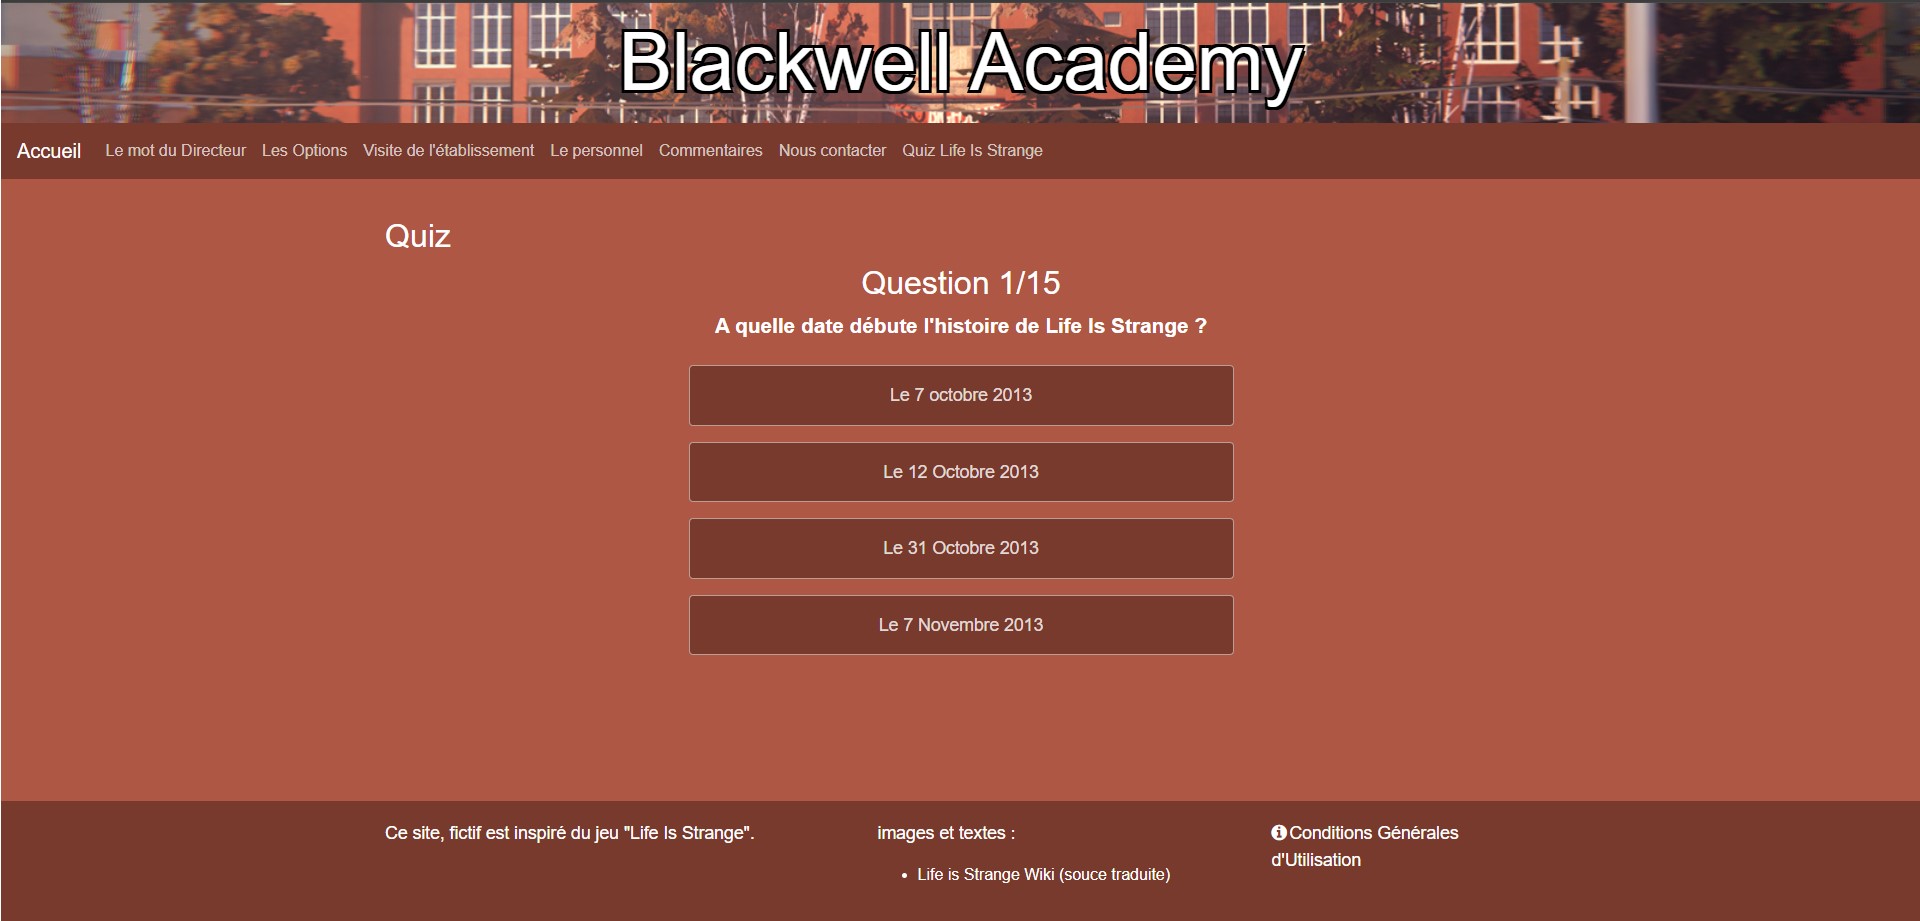 Blackwell Academy
Accueil Le mot du Directeur Les Options Visite de l'établissement Le personnel Commentaires Nous contacter Quiz Life Is Strange
Quiz
Question 1/15
A quelle date débute l'histoire de Life Is Strange ?
Le 7 octobre 2013
Le 12 Octobre 2013
Le 31 Octobre 2013
Le 7 Novembre 2013
Ce site, fictif est inspiré du jeu "Life Is Strange".
images et textes :
Life is Strange Wiki (souce traduite)
Conditions Générales
d'Utilisation